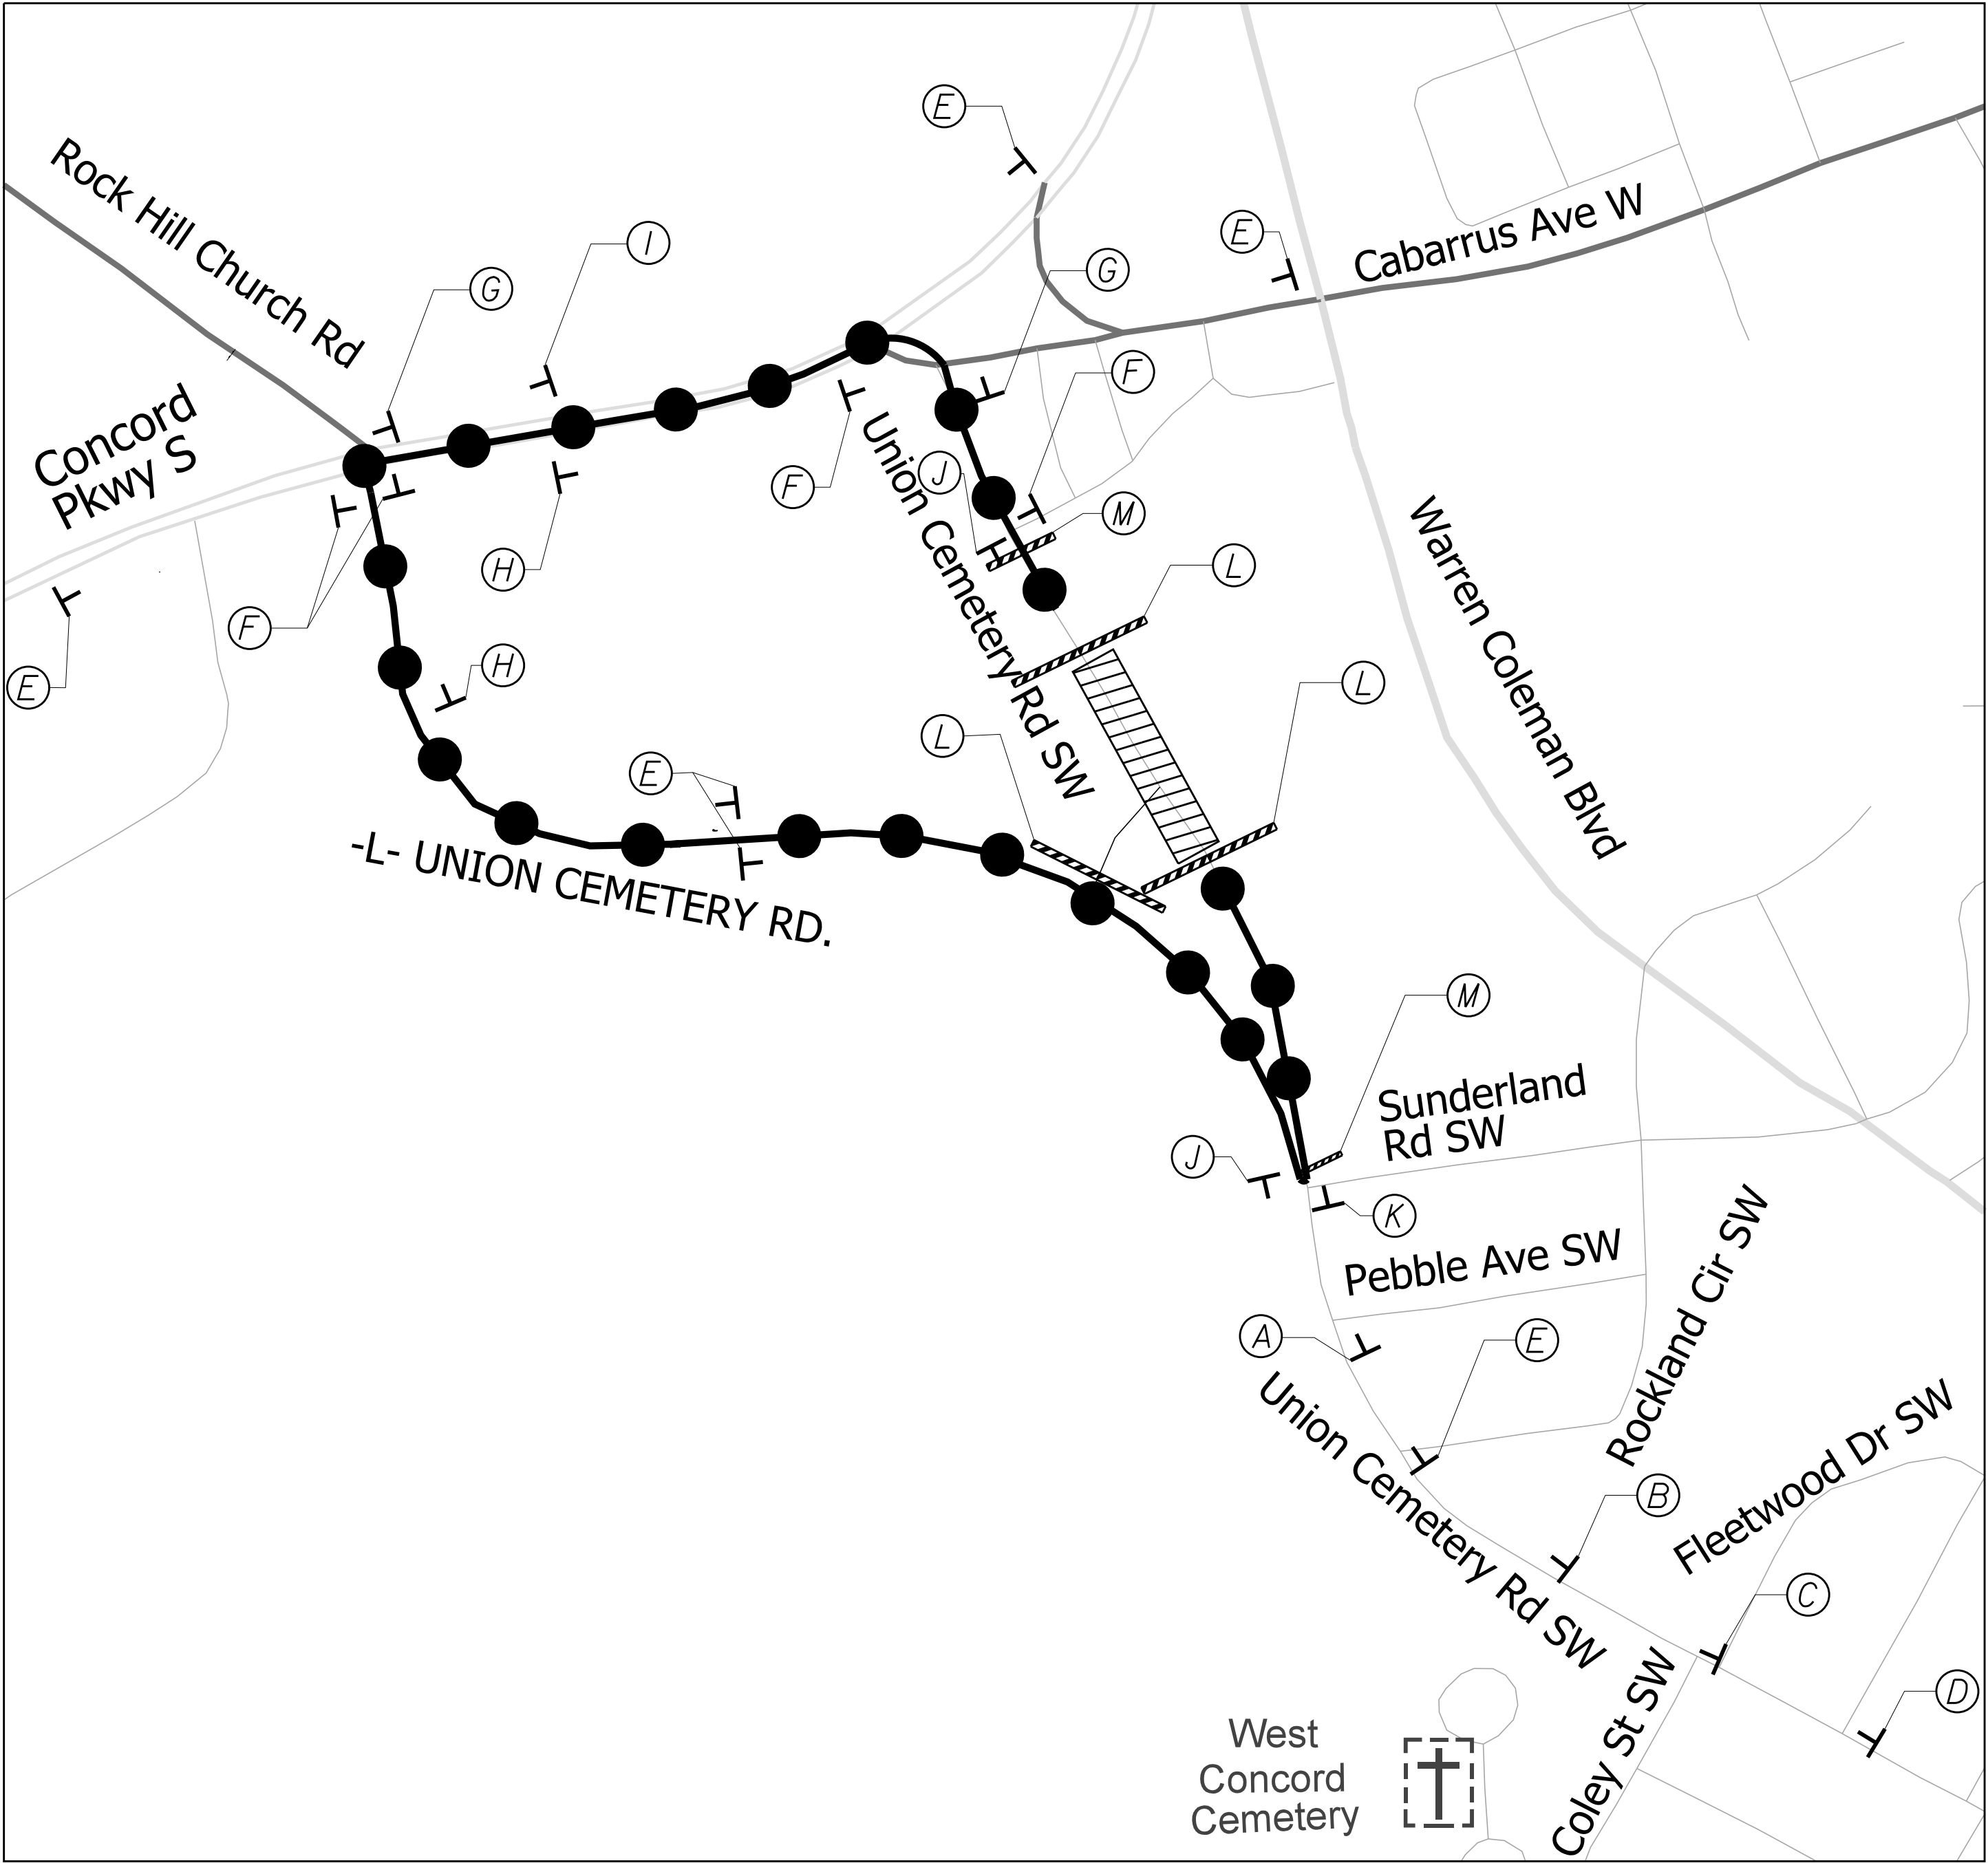 E
Rock Hill Church Rd
I
E
Cabarrus Ave W
G
G
Concord
Pkwy S
F
F
J
Union Cemetery Rd SW
M
H
L
Warren Coleman Blvd
F
H
E
L
L
E
-L- UNION CEMETERY RD.
M
Sunderland
Rd SW
J
K
Pebble Ave SW
A
E
Rockland Cir SW
Union Cemetery Rd SW
B
Fleetwood Dr SW
C
Coley St SW
D
West
Concord
Cemetery